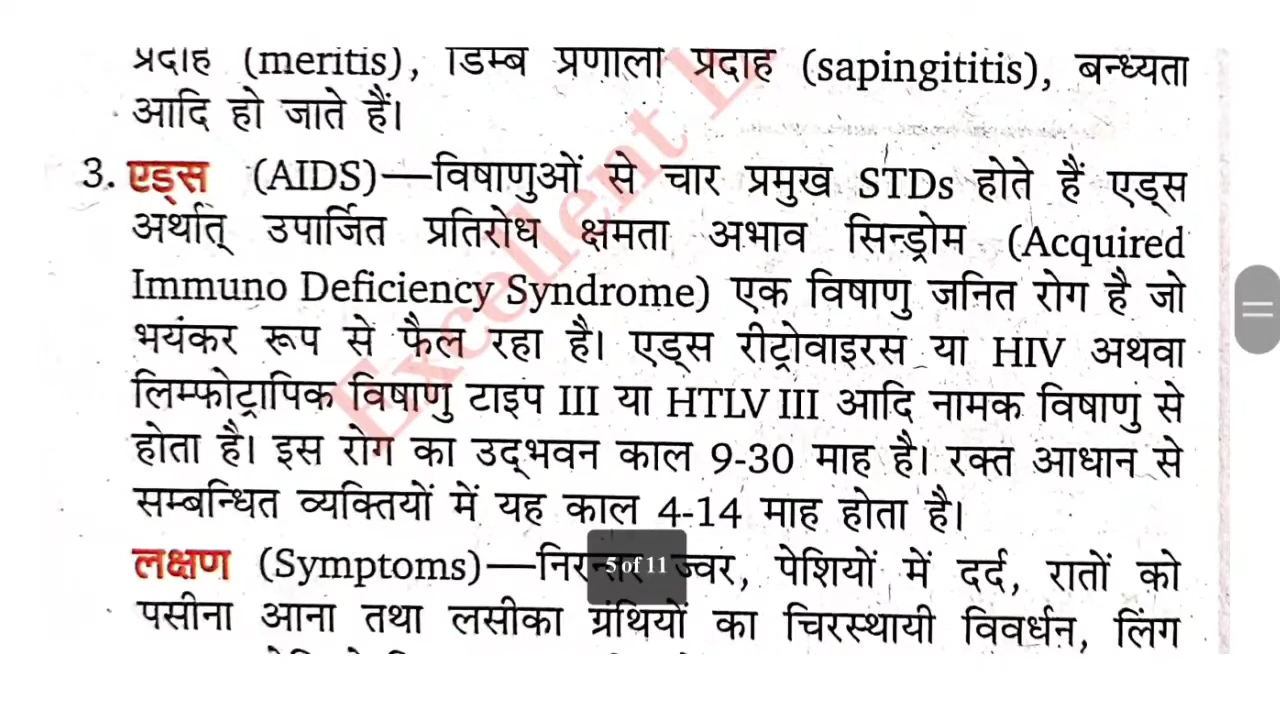 प्रदाह (meritis), डिम्ब प्रणाली प्रदाह (sapingititis), बन्ध्यता
आदि हो जाते हैं।
3. एड्स (AIDS)—विषाणुओं से चार प्रमुख STDs होते हैं एड्स
अर्थात् उपार्जित प्रतिरोध क्षमता अभाव सिन्ड्रोम (Acquired
Immuno Deficiency Syndrome) एक विषाणु जनित रोग है जो
भयंकर रूप से फैल रहा है। एड्स रीट्रोवाइरस या HIV अथवा
लिम्फोट्रापिक विषाणु टाइप III या HTLV III आदि नामक विषाणु से
होता है। इस रोग का उद्भवन काल 9-30 माह है। रक्त आधान से
सम्बन्धित व्यक्तियों में यह काल 4-14 माह होता है।
लक्षण (Symptoms)—निरन्तर ज्वर, पेशियों में दर्द, रातों को
5 of 11
पसीना आना तथा लसीका ग्रंथियों का चिरस्थायी विवर्धन, लिंग
Excellent